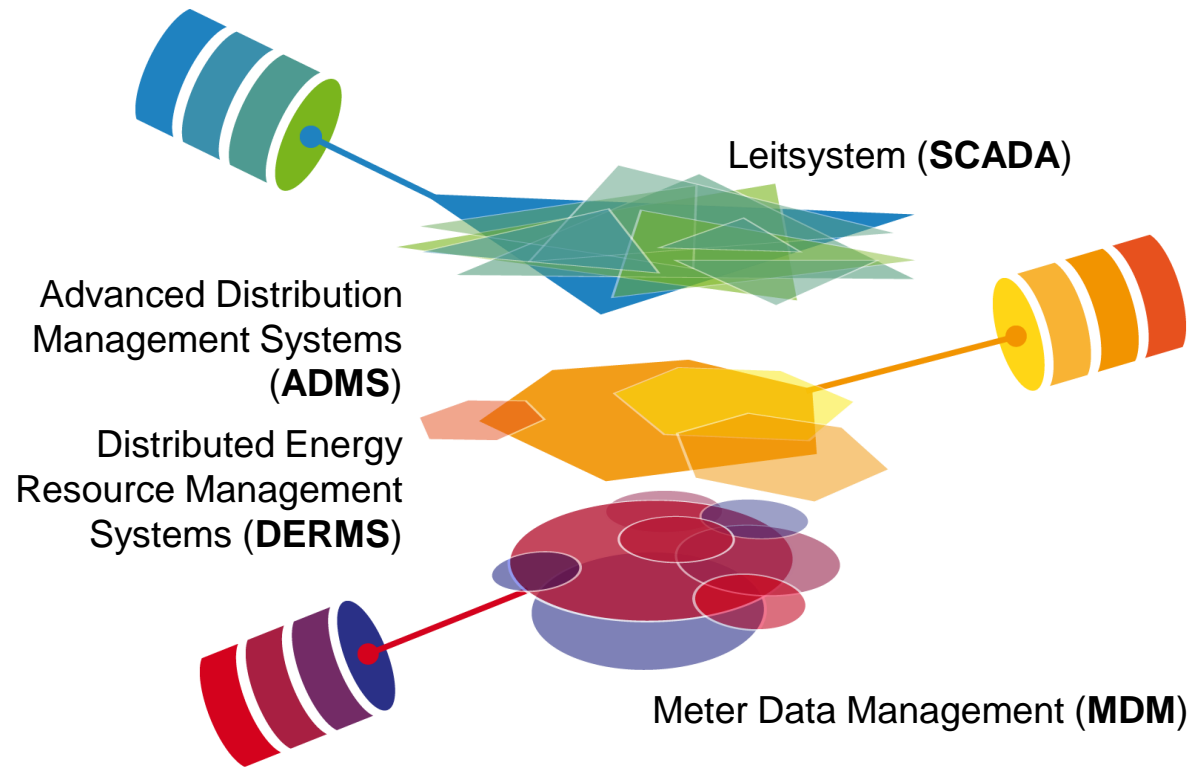 Leitsystem (SCADA)
Advanced Distribution
Management Systems
(ADMS)
Distributed Energy
Resource Management
Systems (DERMS)
Meter Data Management (MDM)